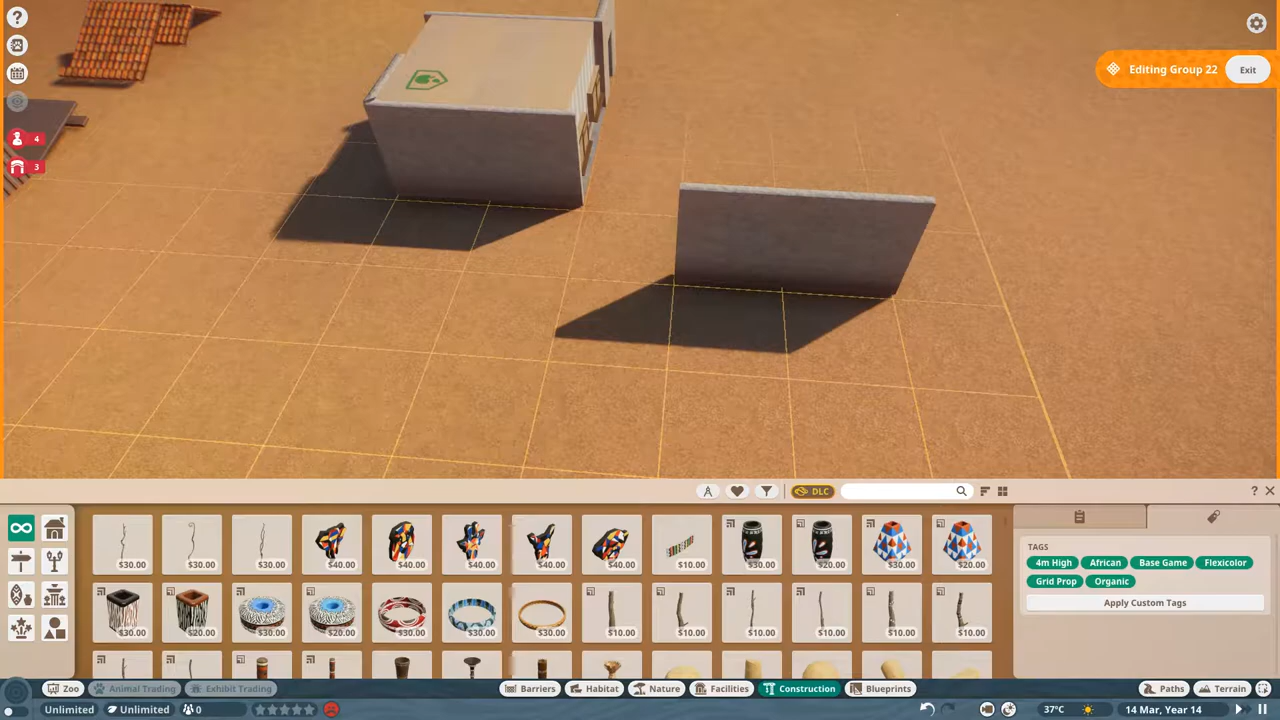 ?
Editing Group 22
Exit
4
3
DLC
?
$30.00
$30.00
$30.00
$40.00
$40.00
$40.00
$40.00
$40.00
$10.00
$30.00
$20.00
$30.00
$20.00
TAGS
4m High
African
Base Game
Flexicolor
Grid Prop
Organic
Apply Custom Tags
$30.00
$20.00
$30.00
$20.00
$30.00
$30.00
$30.00
$10.00
$10.00
$10.00
$10.00
$10.00
$10.00
Zoo
Animal Trading
Exhibit Trading
Barriers
Habitat
Nature
Facilities
Construction
Blueprints
Paths
Terrain
Unlimited
Unlimited
0
37°C
14 Mar, Year 14